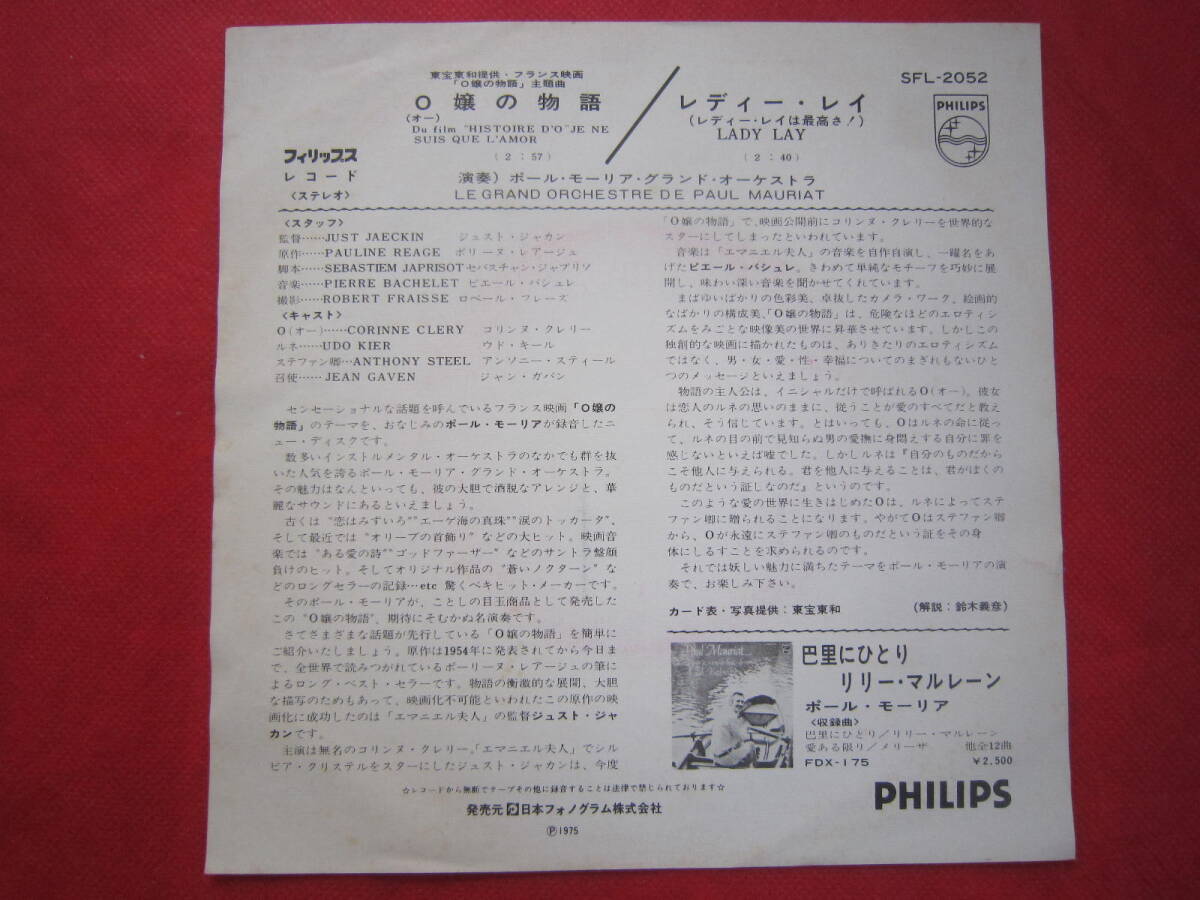 東宝東和提供・フランス映画
「O嬢の物語」主題曲
O嬢の物語
(オー)
Du film "HISTOIRE D'O" JE NE
SUIS QUE L'AMOR
(2:57)
レディー・レイ
(レディー・レイは最高さ!)
LADY LAY
(2:40)
SFL-2052
PHILIPS
フィリップス
レコード
<ステレオ>
演奏)ポール・モーリア・グランド・オーケストラ
LE GRAND ORCHESTRE DE PAUL MAURIAT
<スタッフ>
監督……JUST JAECKIN ジュスト・ジャカン
原作……PAULINE REAGE ポリーヌ・レアージュ
脚本……SEBASTIEM JAPRISOT セバスチャン・ジャプリゾ
音楽……PIERRE BACHELET ピエール・バシュレ
撮影……ROBERT FRAISSE ロベール・フレーズ
<キャスト>
O(オー)……CORINNE CLERY コリンヌ・クレリー
ルネ……UDO KIER ウド・キール
ステファン卿…ANTHONY STEEL アンソニー・スティール
召使……JEAN GAVEN ジャン・ガバン
センセーショナルな話題を呼んでいるフランス映画「O嬢の
物語」のテーマを、おなじみのポール・モーリアが録音したニ
ュー・ディスクです。
数多いインストルメンタル・オーケストラのなかでも群を抜
いた人気を誇るポール・モーリア・グランド・オーケストラ。
その魅力はなんといっても、彼の大胆で洒脱なアレンジと、華
麗なサウンドにあるといえましょう。
古くは"恋はみずいろ""エーゲ海の真珠""涙のトッカータ"、
そして最近では"オリーブの首飾り"などの大ヒット。映画音
楽では"ある愛の詩""ゴッドファーザー"などのサントラ盤顔
負けのヒット。そしてオリジナル作品の"蒼いノクターン"な
どのロングセラーの記録…etc 驚くべきヒット・メーカーです。
そのポール・モーリアが、ことしの目玉商品として発売した
この"O嬢の物語"、期待にそむかぬ名演奏です。
さてさまざまな話題が先行している「O嬢の物語」を簡単に
ご紹介いたしましょう。原作は1954年に発表されてから今日ま
で、全世界で読みつがれているポーリーヌ・レアージュの筆に
よるロング・ベスト・セラーです。物語の衝激的な展開、大胆
な描写のためもあって、映画化不可能といわれたこの原作の映
画化に成功したのは「エマニエル夫人」の監督ジュスト・ジャ
カンです。
主演は無名のコリンヌ・クレリー。「エマニエル夫人」でシル
ビア・クリステルをスターにしたジュスト・ジャカンは、今度
「O嬢の物語」で、映画公開前にコリンヌ・クレリーを世界的な
スターにしてしまったといわれています。
音楽は「エマニエル夫人」の音楽を自作自演し、一躍名をあ
げたピエール・バシュレ。きわめて単純なモチーフを巧妙に展
開し、味わい深い音楽を聞かせてくれています。
まばゆいばかりの色彩美、卓抜したカメラ・ワーク、絵画的
なばかりの構成美、「O嬢の物語」は、危険なほどのエロティシ
ズムをみごとな映像美の世界に昇華させています。しかしこの
独創的な映画に描かれたものは、ありきたりのエロティシズム
ではなく、男・女・愛・性・幸福についてのまぎれもないひと
つのメッセージといえましょう。
物語の主人公は、イニシャルだけで呼ばれるO(オー)。彼女
は恋人のルネの思いのままに、従うことが愛のすべてだと教え
られ、そう信じています。とはいっても、Oはルネの命に従っ
て、ルネの目の前で見知らぬ男の愛撫に身悶えする自分に罪を
感じないといえば嘘でした。しかしルネは『自分のものだから
こそ他人に与えられる。君を他人に与えることは、君がぼくの
ものだという証しなのだ』というのです。
このような愛の世界に生きはじめたOは、ルネによってステ
ファン卿に贈られることになります。やがてOはステファン卿
から、Oが永遠にステファン卿のものだという証をその身
体にしるすことを求められるのです。
それでは妖しい魅力に満ちたテーマをポール・モーリアの演
奏で、お楽しみ下さい。
カード表・写真提供:東宝東和 (解説:鈴木義彦)
Paul Mauriat
巴里にひとり
リリー・マルレーン
ポール・モーリア
<収録曲>
巴里にひとり/リリー・マルレーン
愛ある限り/メリーザ 他全12曲
FDX-175 ¥2,500
☆レコードから無断でテープその他に録音することは法律で禁じられております☆
発売元 日本フォノグラム株式会社
Ⓟ1975
PHILIPS